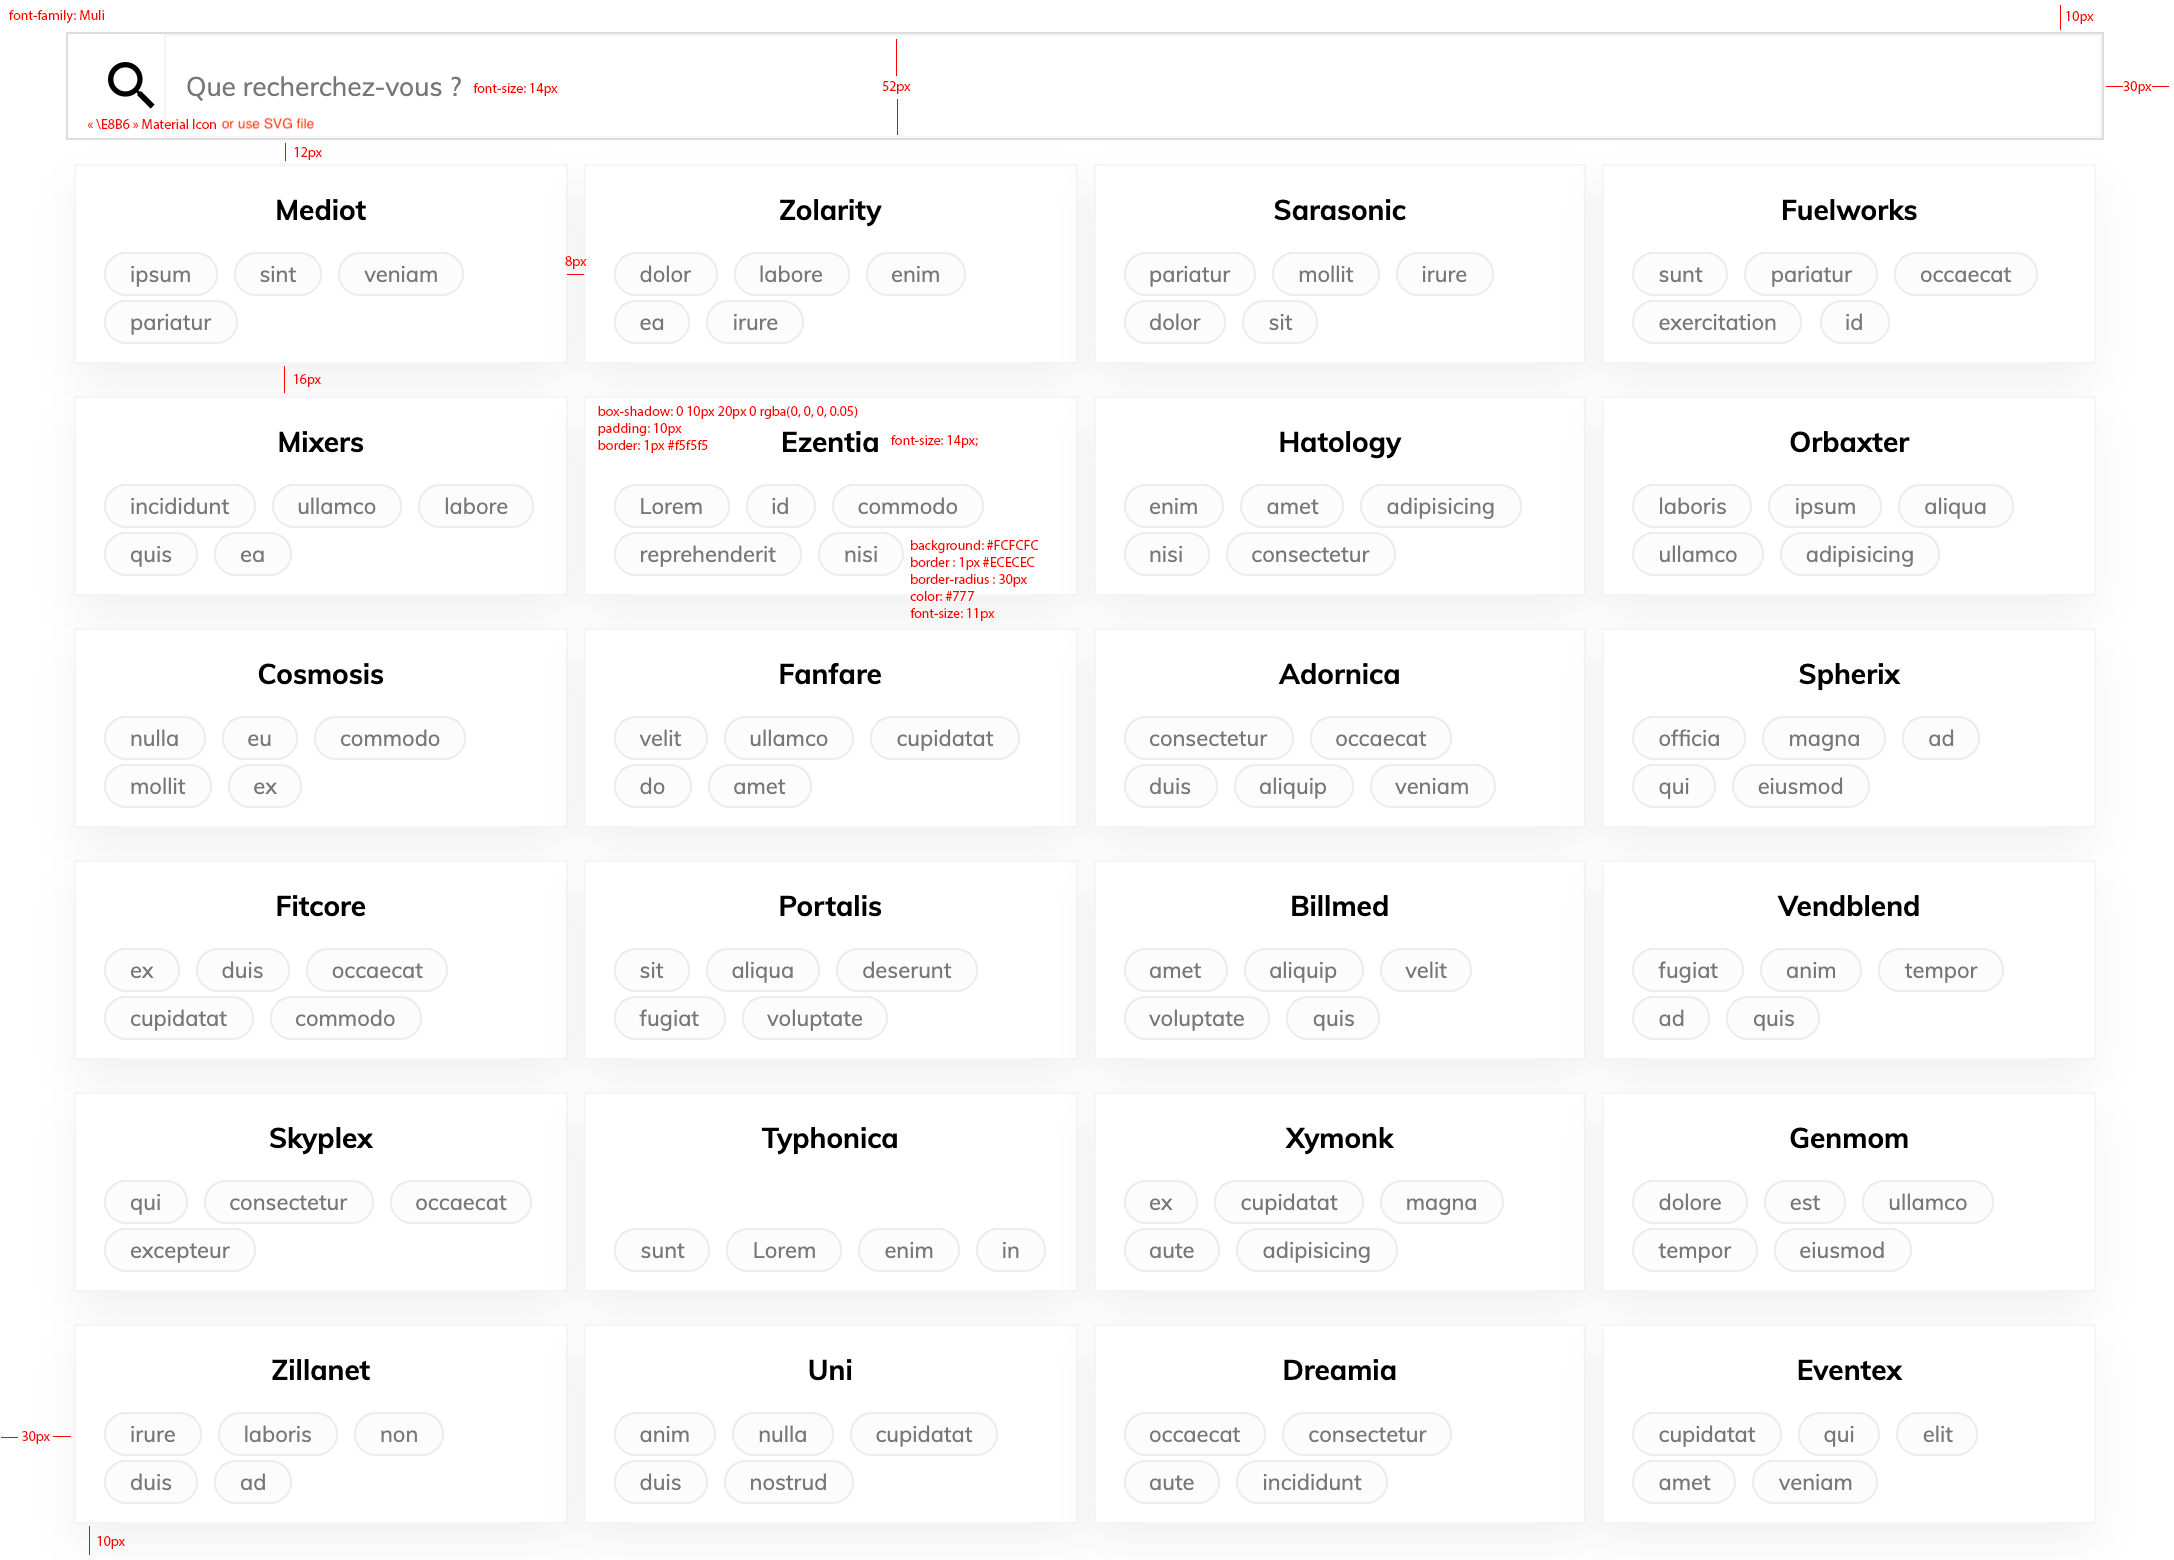 font-family: Muli
10px
Que recherchez-vous ?
font-size: 14px
52px
30px
« \E8B6 » Material Icon or use SVG file
12px
Mediot
ipsum sint veniam
pariatur
8px
Zolarity
dolor labore enim
ea irure
Sarasonic
pariatur mollit irure
dolor sit
Fuelworks
sunt pariatur occaecat
exercitation id
16px
Mixers
incididunt ullamco labore
quis ea
box-shadow: 0 10px 20px 0 rgba(0, 0, 0, 0.05)
padding: 10px
border: 1px #f5f5f5
Ezentia
font-size: 14px;
Lorem id commodo
reprehenderit nisi
background: #FCFCFC
border : 1px #ECECEC
border-radius : 30px
color: #777
font-size: 11px
Hatology
enim amet adipisicing
nisi consectetur
Orbaxter
laboris ipsum aliqua
ullamco adipisicing
Cosmosis
nulla eu commodo
mollit ex
Fanfare
velit ullamco cupidatat
do amet
Adornica
consectetur occaecat
duis aliquip veniam
Spherix
officia magna ad
qui eiusmod
Fitcore
ex duis occaecat
cupidatat commodo
Portalis
sit aliqua deserunt
fugiat voluptate
Billmed
amet aliquip velit
voluptate quis
Vendblend
fugiat anim tempor
ad quis
Skyplex
qui consectetur occaecat
excepteur
Typhonica
sunt Lorem enim in
Xymonk
ex cupidatat magna
aute adipisicing
Genmom
dolore est ullamco
tempor eiusmod
30px
Zillanet
irure laboris non
duis ad
Uni
anim nulla cupidatat
duis nostrud
Dreamia
occaecat consectetur
aute incididunt
Eventex
cupidatat qui elit
amet veniam
10px